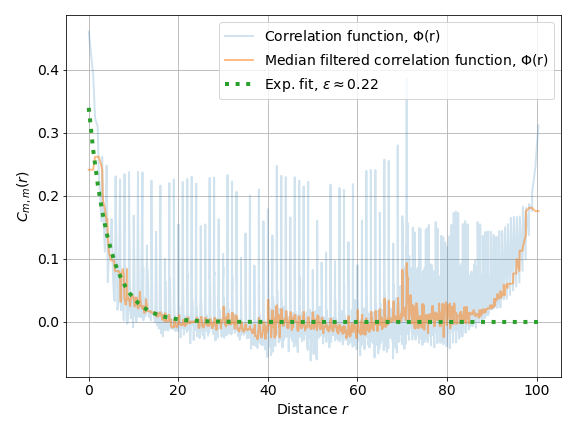 Correlation function, Φ(r)
Median filtered correlation function, Φ(r)
Exp. fit, ε ≈ 0.22
0.4
0.3
0.2
0.1
0.0
C_{m,m}(r)
0 20 40 60 80 100
Distance r